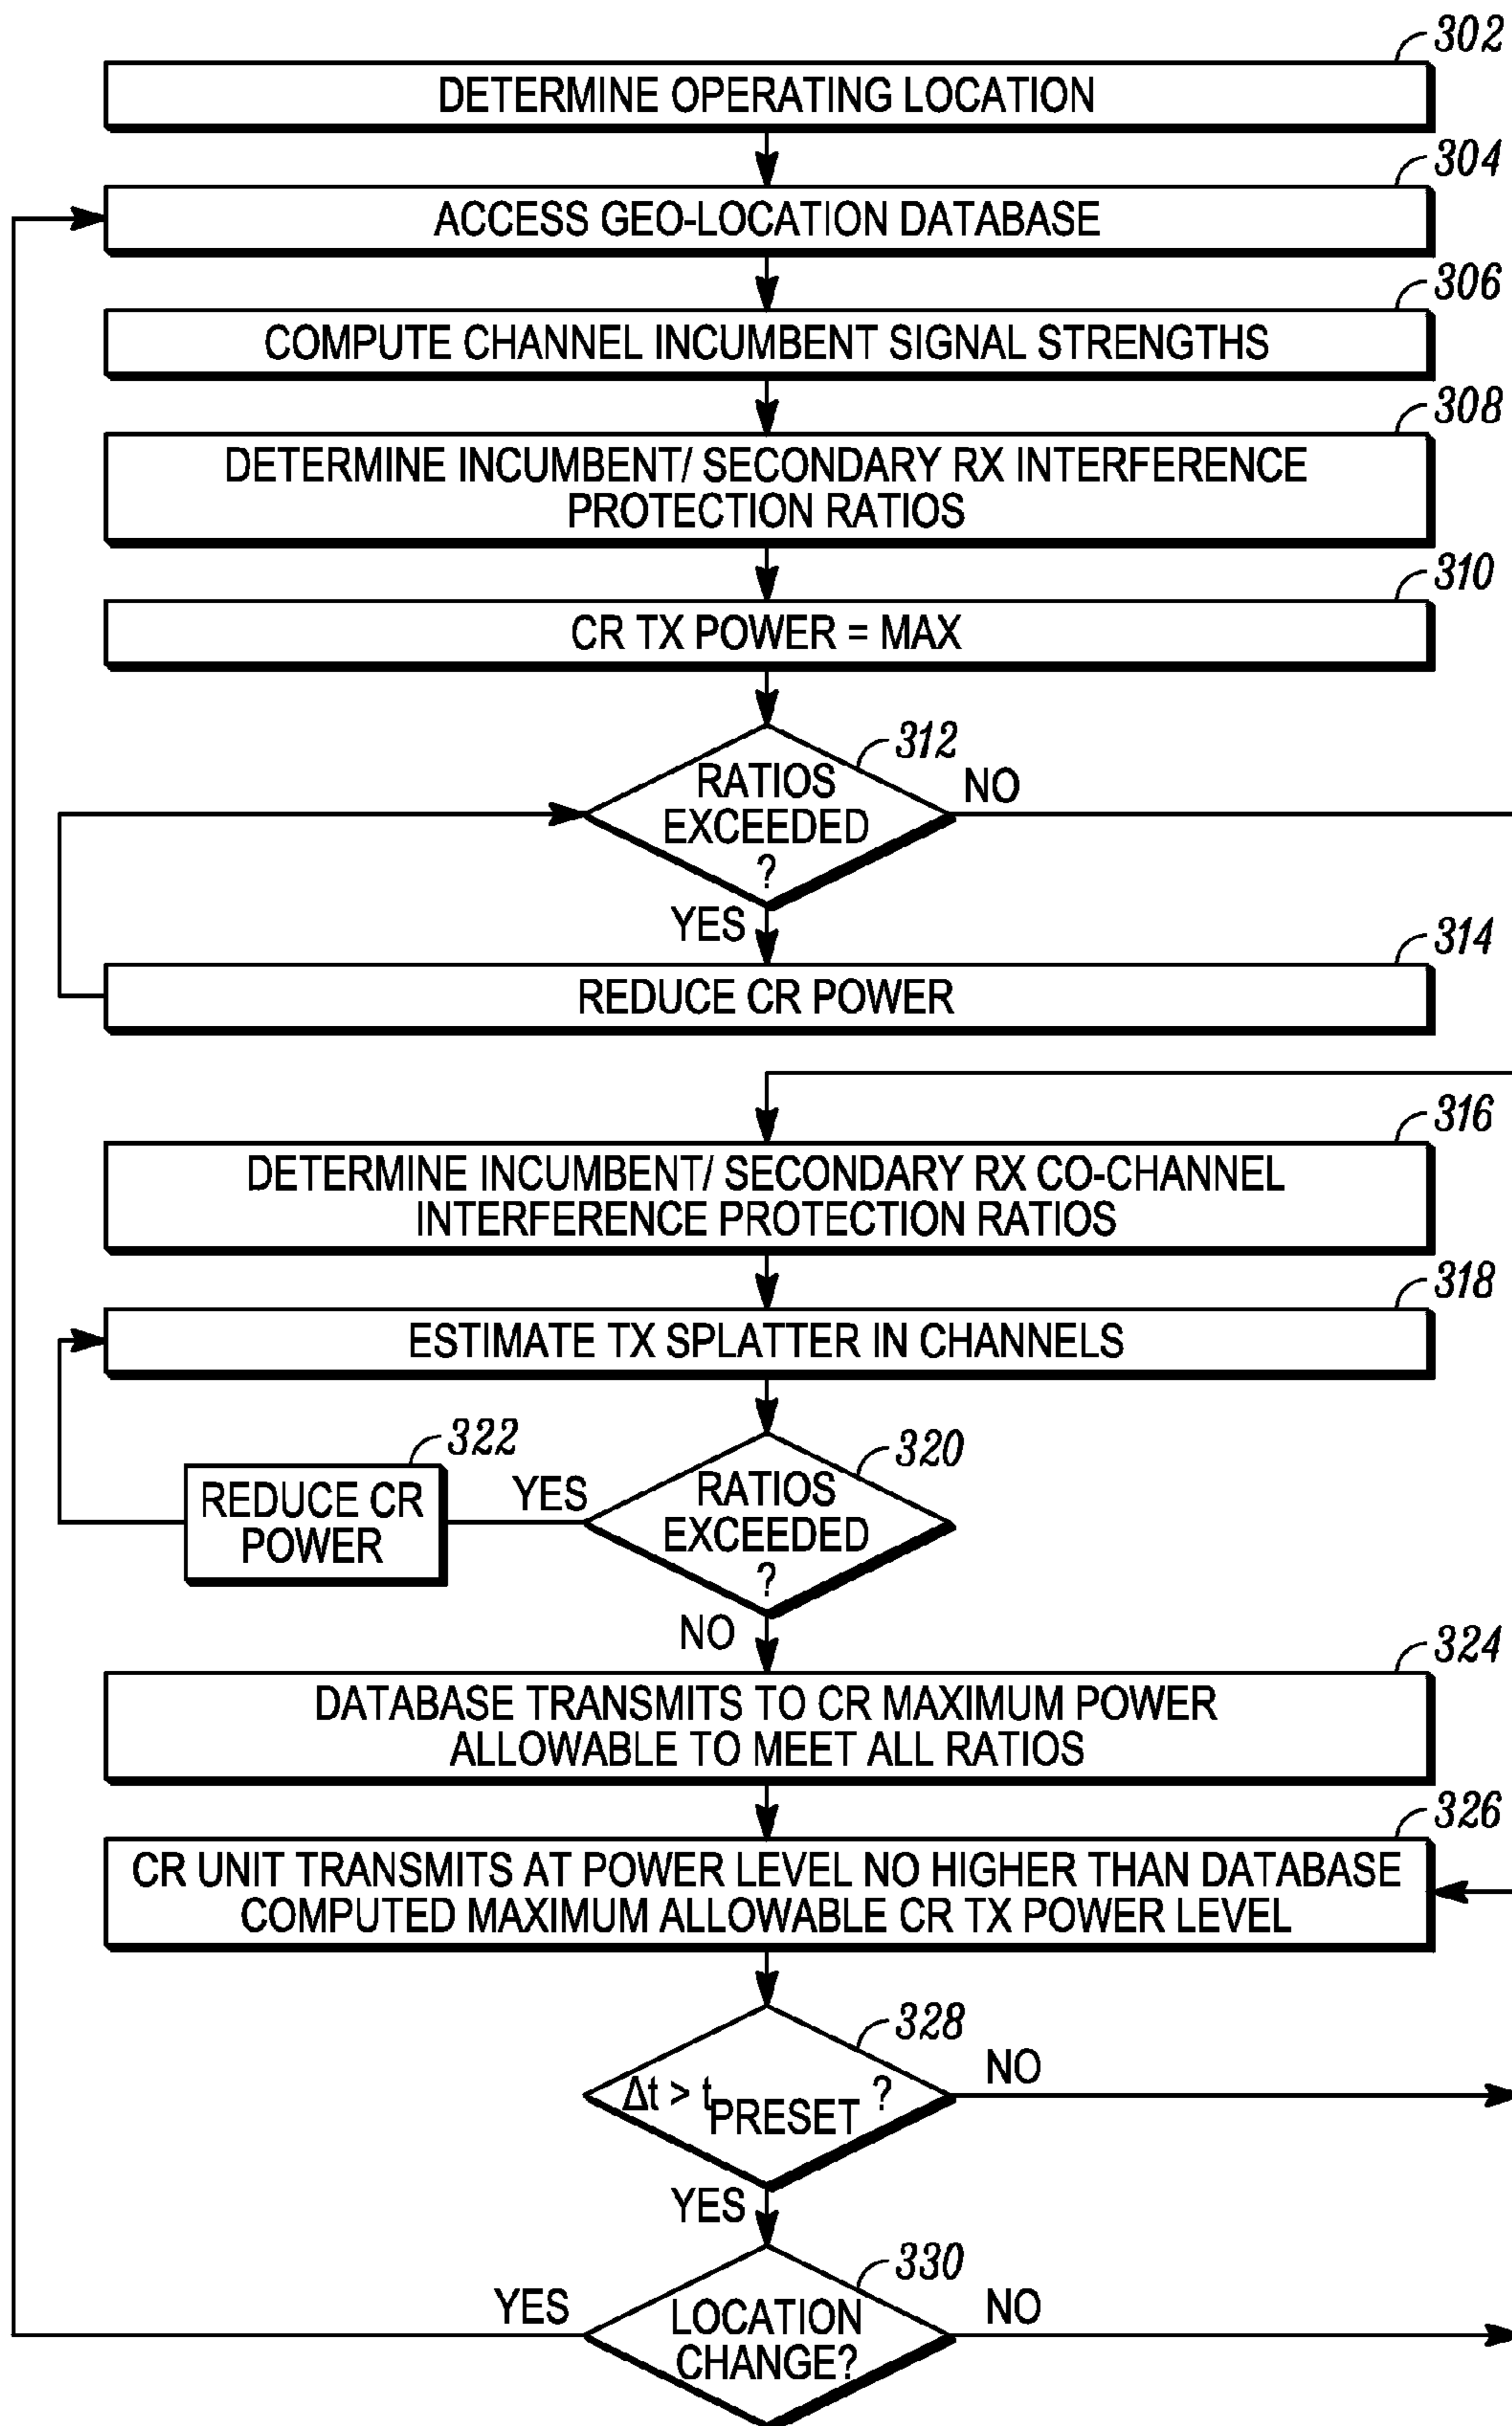 302
DETERMINE OPERATING LOCATION
304
ACCESS GEO-LOCATION DATABASE
306
COMPUTE CHANNEL INCUMBENT SIGNAL STRENGTHS
308
DETERMINE INCUMBENT/ SECONDARY RX INTERFERENCE
PROTECTION RATIOS
310
CR TX POWER = MAX
312
RATIOS
EXCEEDED
?
NO
YES
314
REDUCE CR POWER
316
DETERMINE INCUMBENT/ SECONDARY RX CO-CHANNEL
INTERFERENCE PROTECTION RATIOS
318
ESTIMATE TX SPLATTER IN CHANNELS
322
REDUCE CR
POWER
YES
320
RATIOS
EXCEEDED
?
NO
324
DATABASE TRANSMITS TO CR MAXIMUM POWER
ALLOWABLE TO MEET ALL RATIOS
326
CR UNIT TRANSMITS AT POWER LEVEL NO HIGHER THAN DATABASE
COMPUTED MAXIMUM ALLOWABLE CR TX POWER LEVEL
328
Δt > tPRESET ?
NO
YES
330
YES
LOCATION
CHANGE?
NO